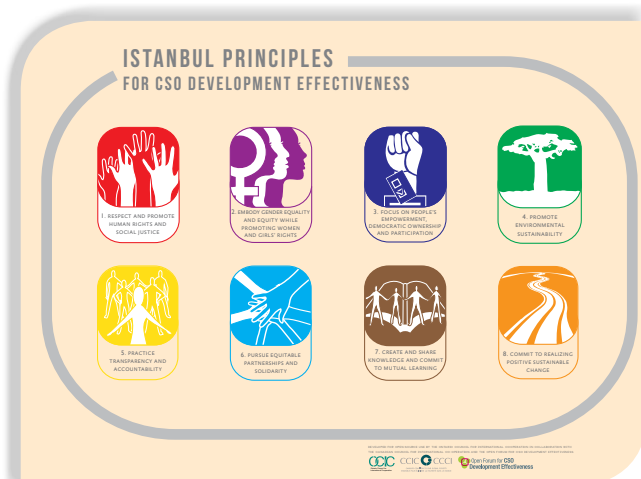 ISTANBUL PRINCIPLES
FOR CSO DEVELOPMENT EFFECTIVENESS
1. RESPECT AND PROMOTE
HUMAN RIGHTS AND
SOCIAL JUSTICE
2. EMBODY GENDER EQUALITY
AND EQUITY WHILE
PROMOTING WOMEN
AND GIRLS' RIGHTS
3. FOCUS ON PEOPLE'S
EMPOWERMENT,
DEMOCRATIC OWNERSHIP
AND PARTICIPATION
4. PROMOTE
ENVIRONMENTAL
SUSTAINABILITY
5. PRACTICE
TRANSPARENCY AND
ACCOUNTABILITY
6. PURSUE EQUITABLE
PARTNERSHIPS AND
SOLIDARITY
7. CREATE AND SHARE
KNOWLEDGE AND COMMIT
TO MUTUAL LEARNING
8. COMMIT TO REALIZING
POSITIVE SUSTAINABLE
CHANGE
OCIC
CCIC CCCI
Open Forum for CSO
Development Effectiveness